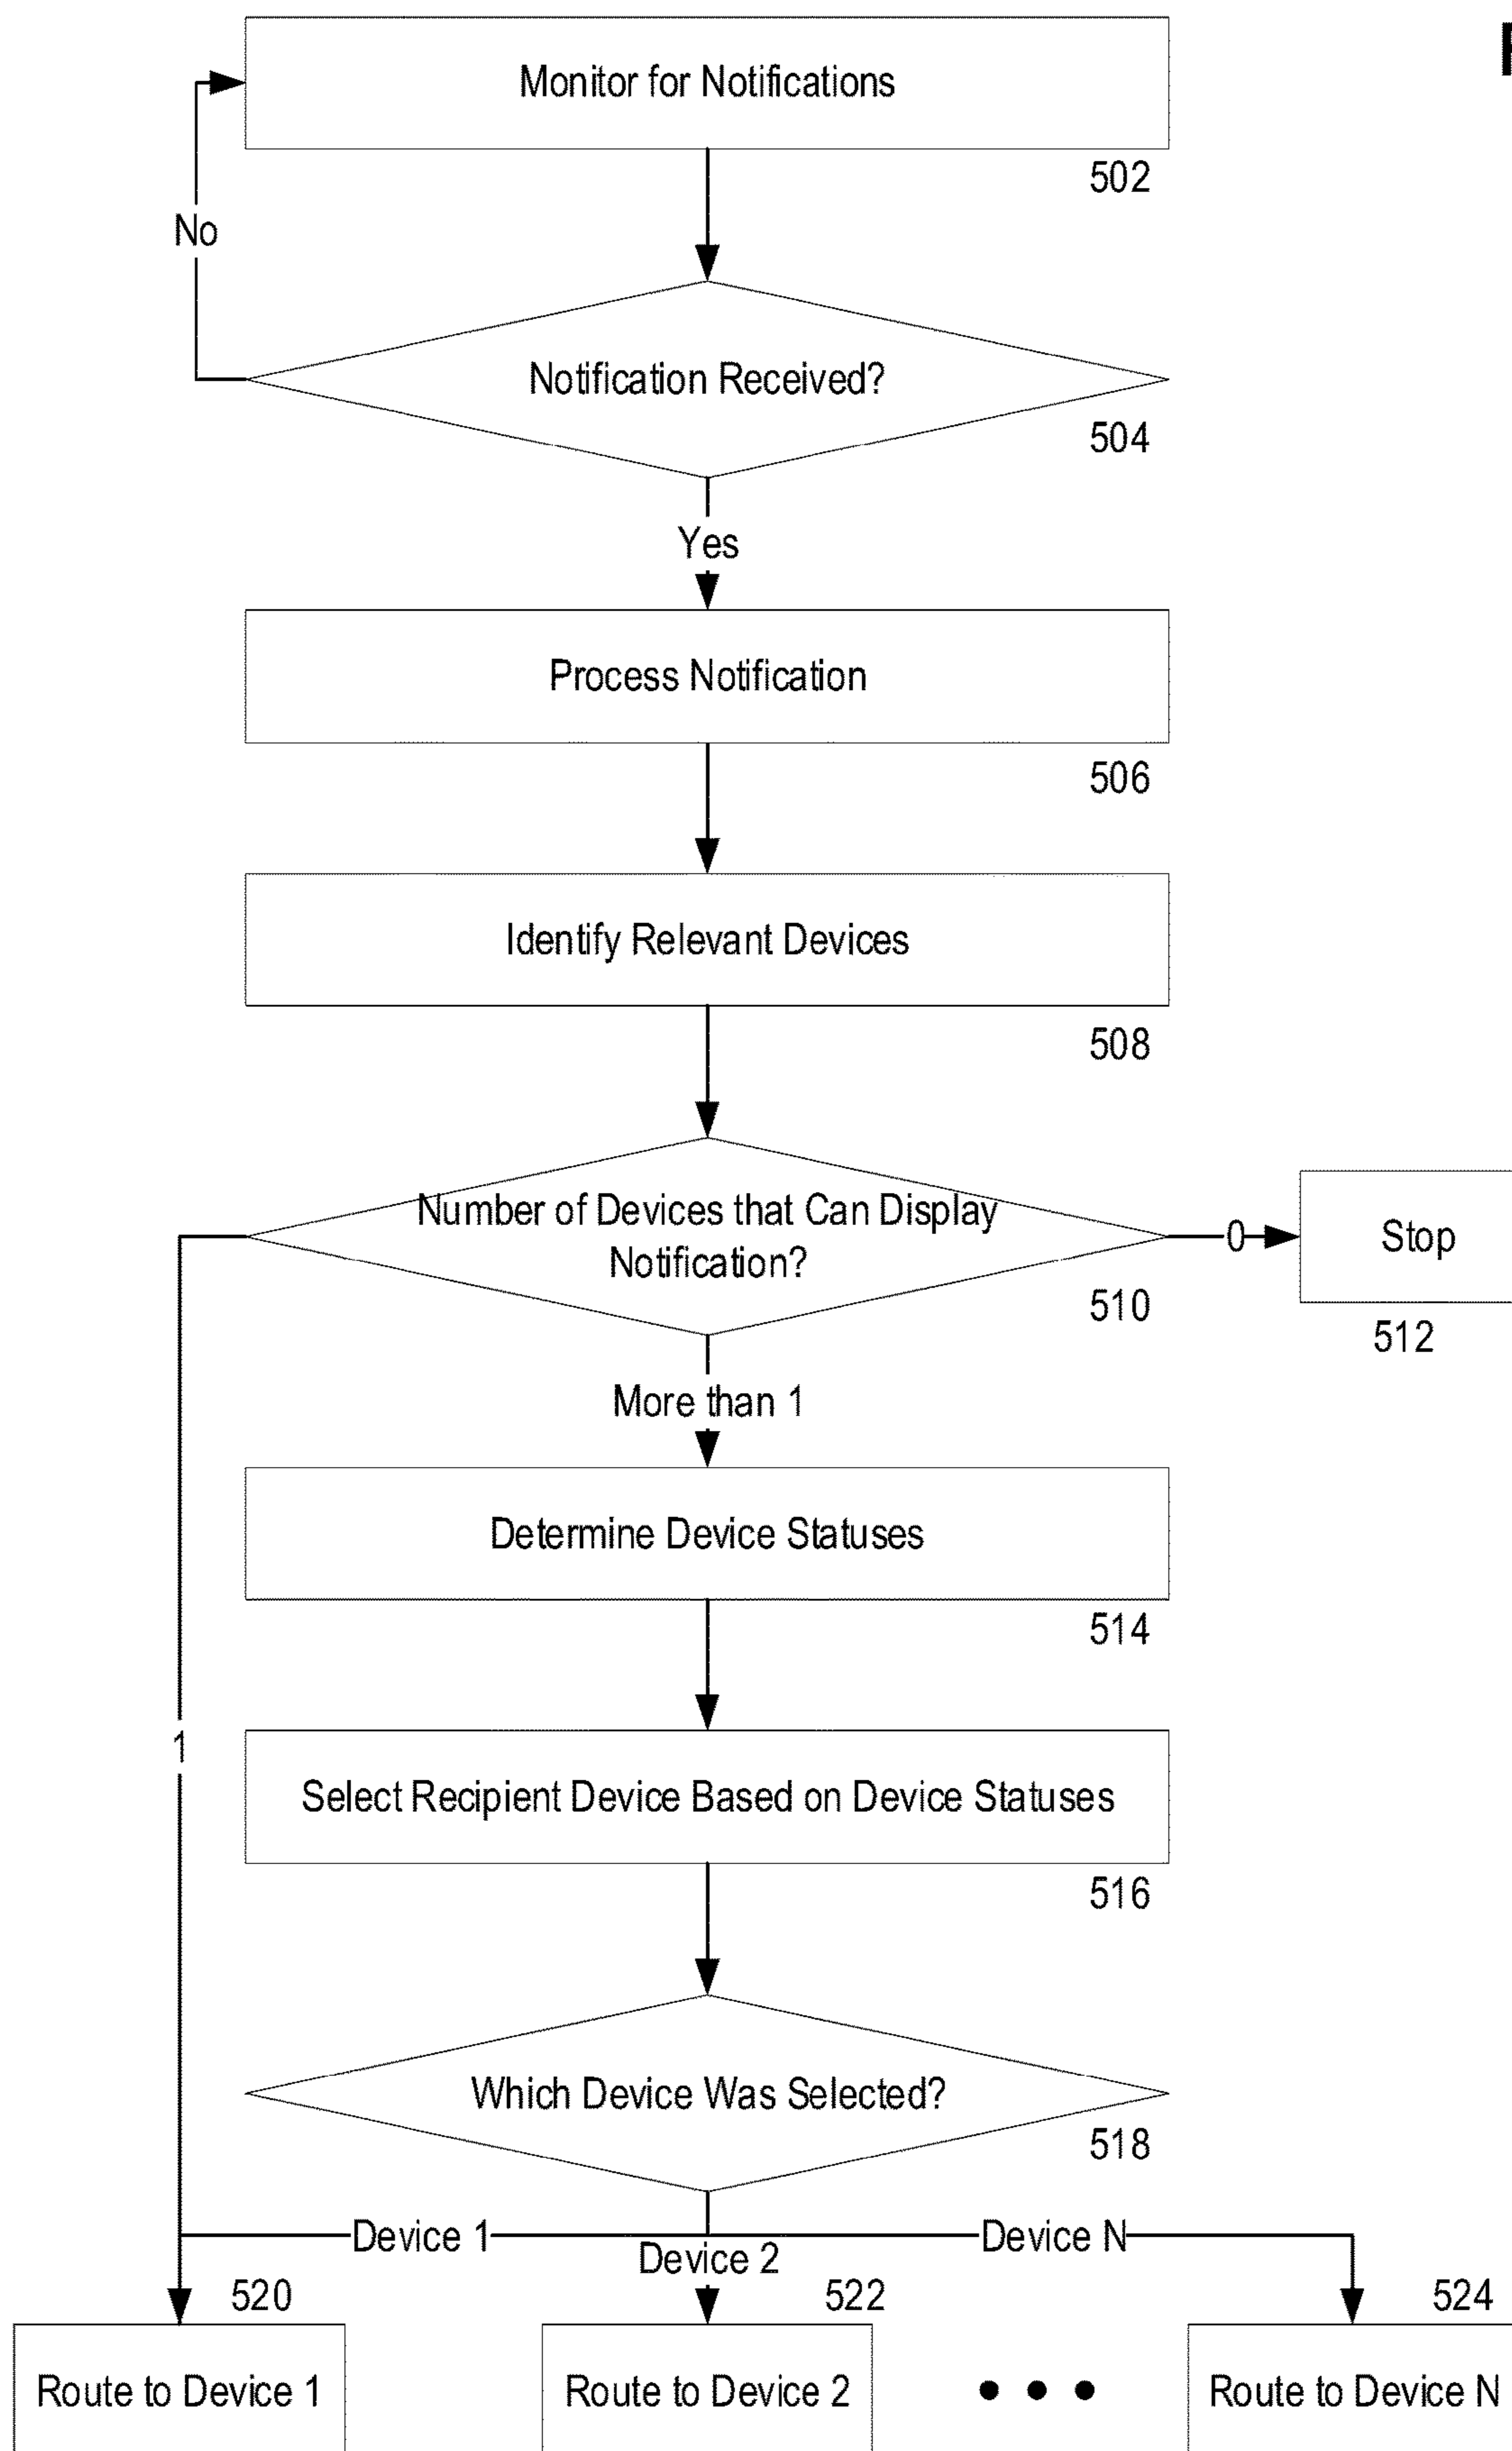 Monitor for Notifications
502
No
Notification Received?
504
Yes
Process Notification
506
Identify Relevant Devices
508
Number of Devices that Can Display
Notification?
510
0
Stop
512
More than 1
Determine Device Statuses
514
1
Select Recipient Device Based on Device Statuses
516
Which Device Was Selected?
518
Device 1
Device 2
Device N
520
522
524
Route to Device 1
Route to Device 2
• • •
Route to Device N